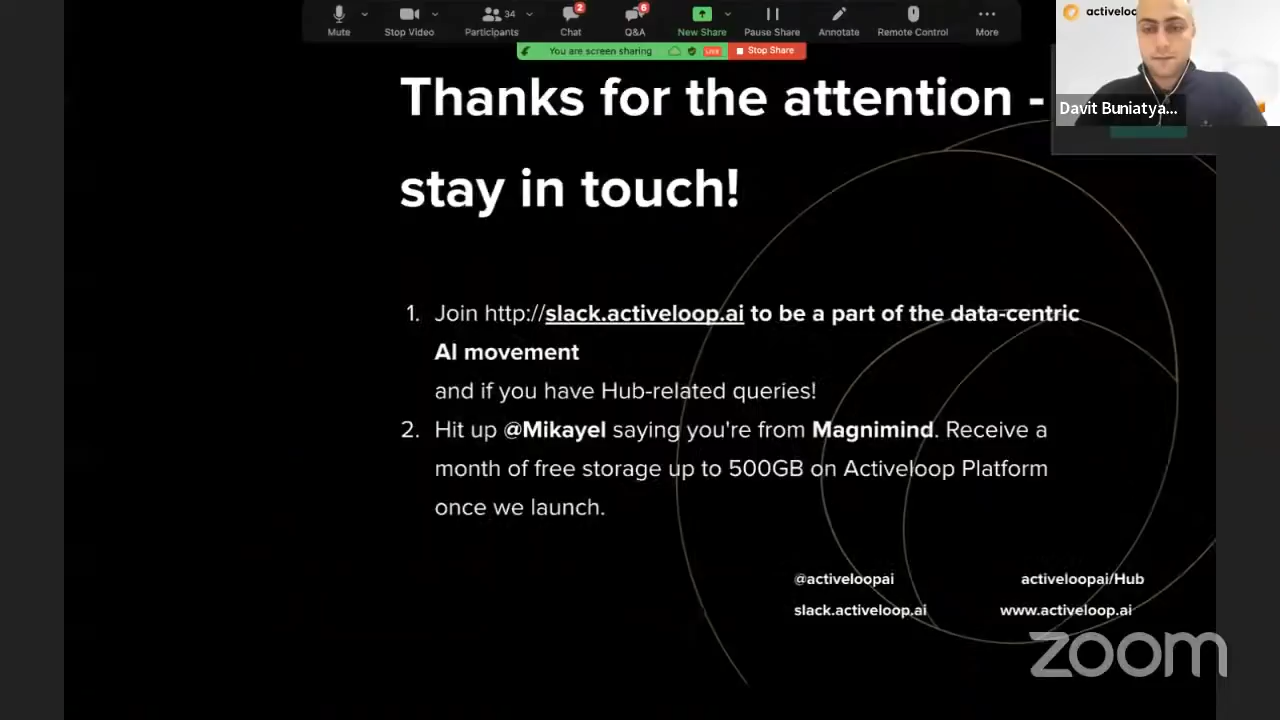 Mute
Stop Video
Participants
34
Chat
2
Q&A
6
New Share
Pause Share
Annotate
Remote Control
More
You are screen sharing
LIVE
Stop Share
Davit Buniatya...
Thanks for the attention -
stay in touch!
1. Join http://slack.activeloop.ai to be a part of the data-centric
AI movement
and if you have Hub-related queries!
2. Hit up @Mikayel saying you're from Magnimind. Receive a
month of free storage up to 500GB on Activeloop Platform
once we launch.
@activeloopai
activeloopai/Hub
slack.activeloop.ai
www.activeloop.ai
zoom